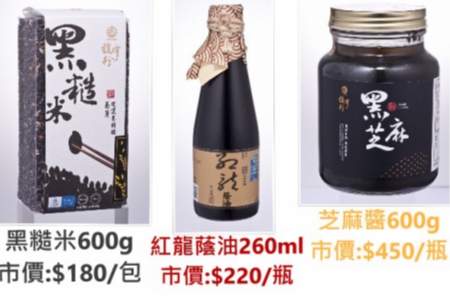 黑糙米
黑芝麻
黑糙米600g
市價:$180/包
紅龍蔭油260ml
市價:$220/瓶
芝麻醬600g
市價:$450/瓶